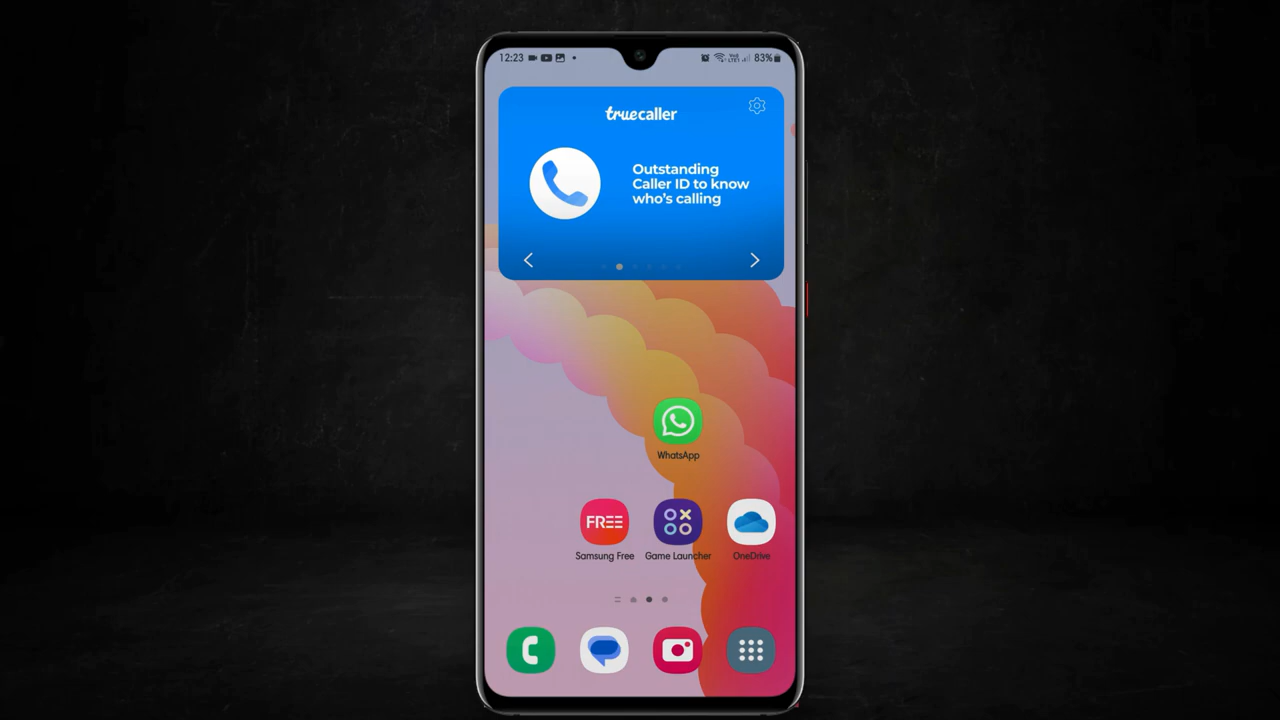 12:23
83%
truecaller
Outstanding
Caller ID to know
who's calling
WhatsApp
FREE
Samsung Free
Game Launcher
OneDrive